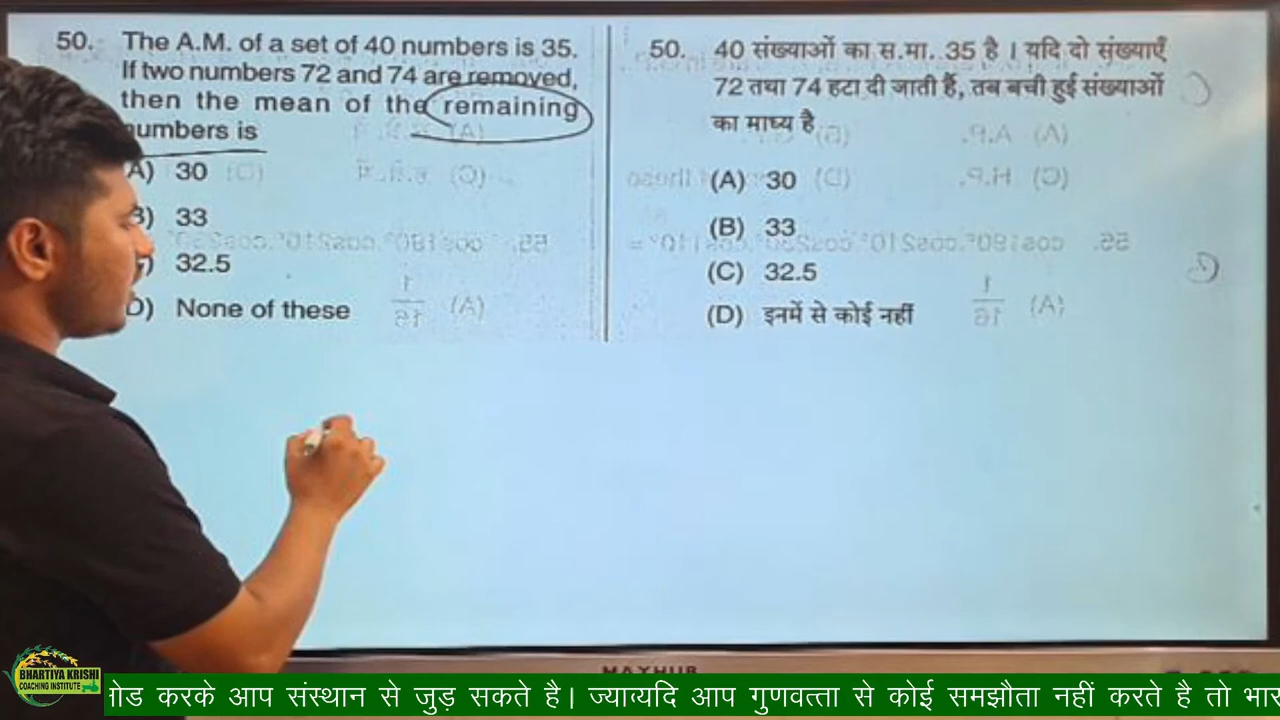 50. The A.M. of a set of 40 numbers is 35.
If two numbers 72 and 74 are removed,
then the mean of the remaining
numbers is
A) 30
B) 33
32.5
D) None of these
50. 40 संख्याओं का स.मा. 35 है । यदि दो संख्याएँ
72 तथा 74 हटा दी जाती हैं, तब बची हुई संख्याओं
का माध्य है
(A) 30
(B) 33
(C) 32.5
(D) इनमें से कोई नहीं
MAXHUB
BHARTIYA KRISHI
COACHING INSTITUTE
करके आप संस्थान से जुड़ सकते है। ज्याय्यदि आप गुणवत्ता से कोई समझौता नहीं करते है तो